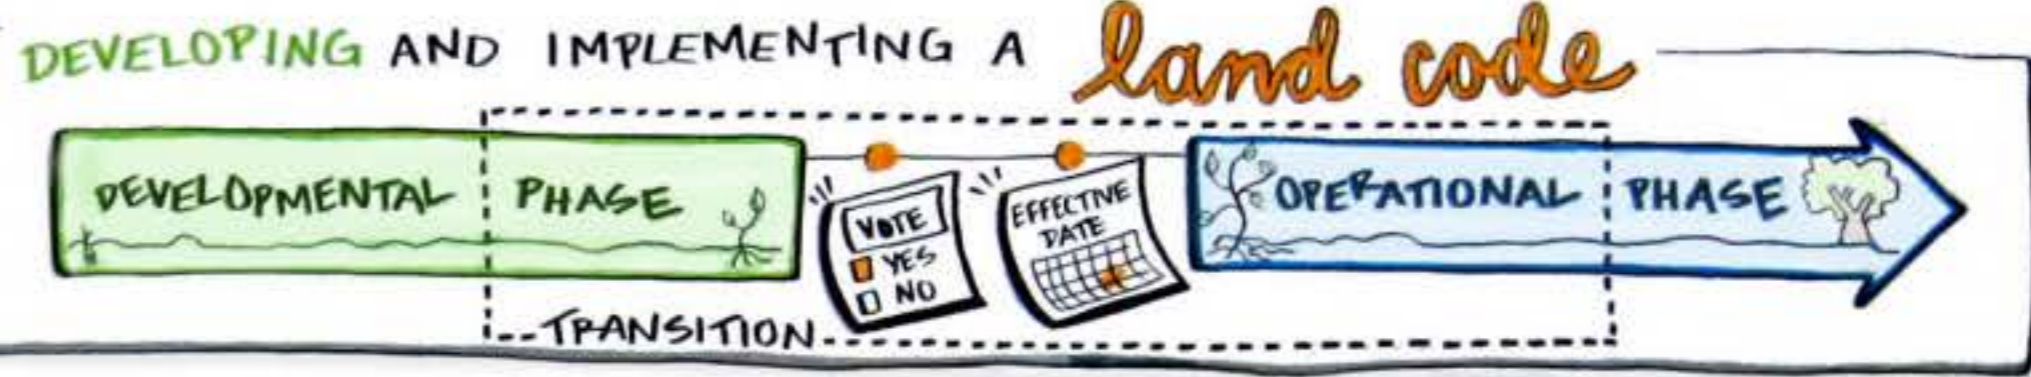 DEVELOPING AND IMPLEMENTING A land code
DEVELOPMENTAL PHASE
VOTE
YES
NO
EFFECTIVE
DATE
OPERATIONAL PHASE
TRANSITION